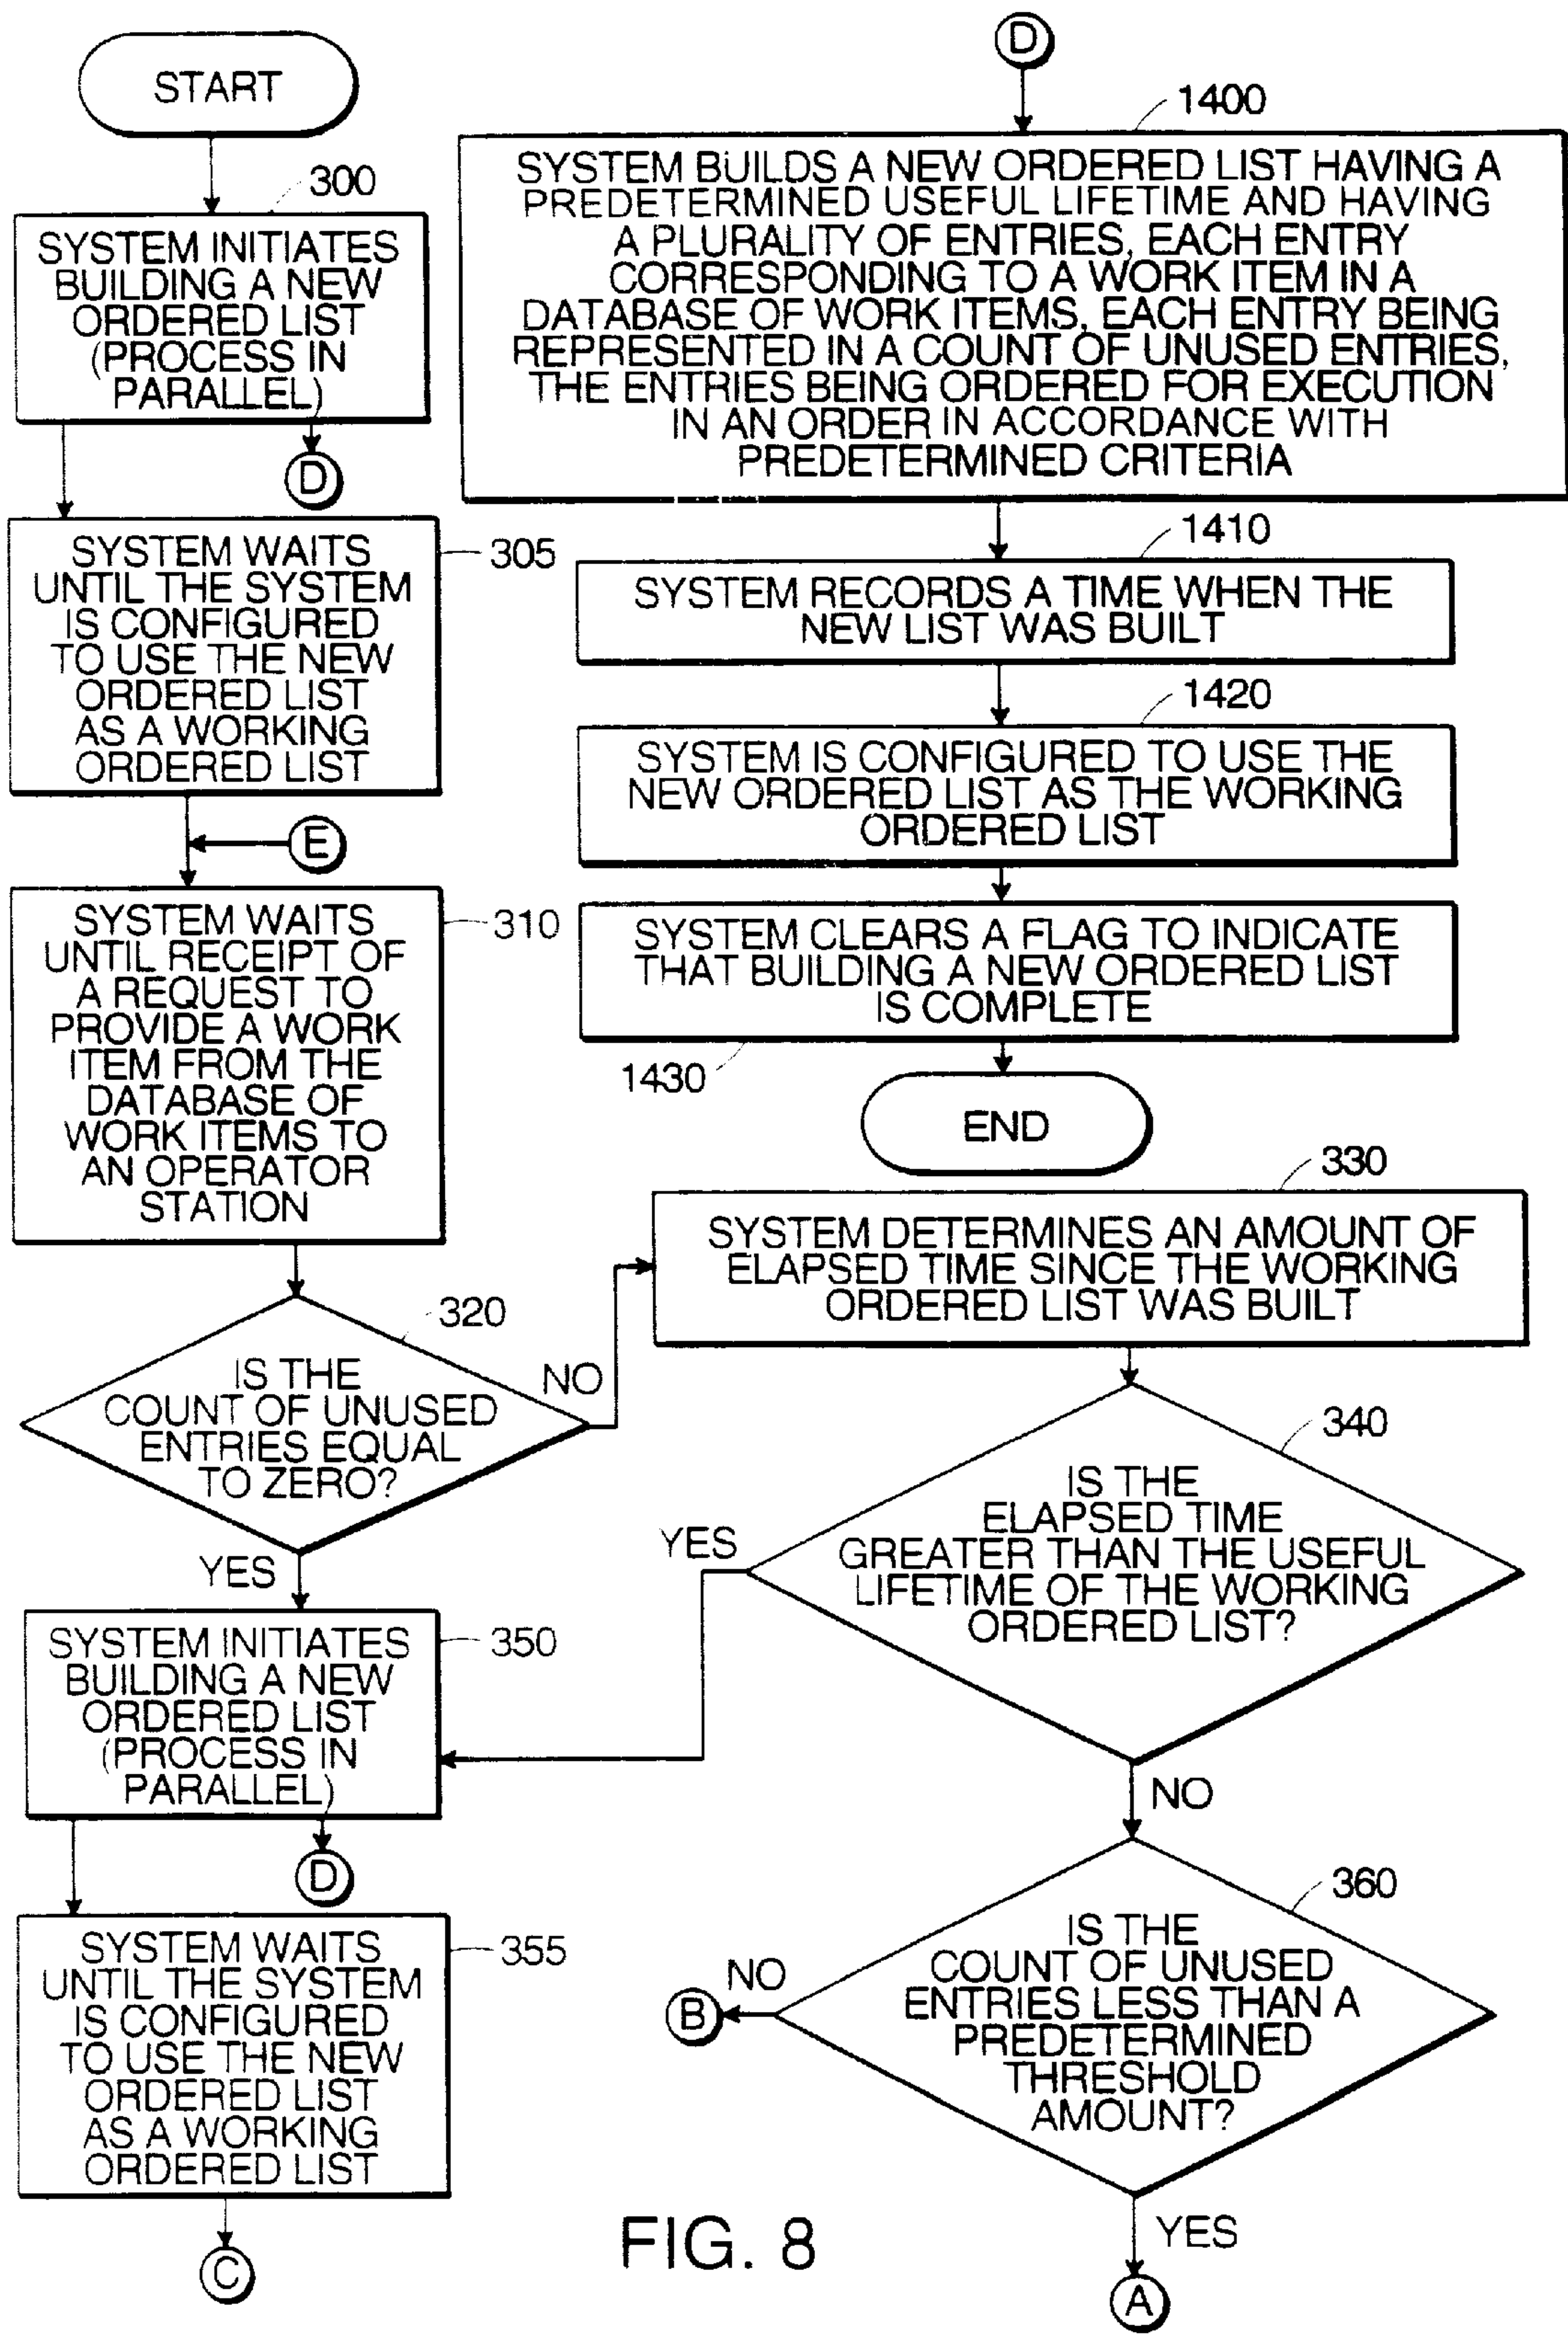 START
300
SYSTEM INITIATES
BUILDING A NEW
ORDERED LIST
(PROCESS IN
PARALLEL)
D
305
SYSTEM WAITS
UNTIL THE SYSTEM
IS CONFIGURED
TO USE THE NEW
ORDERED LIST
AS A WORKING
ORDERED LIST
E
310
SYSTEM WAITS
UNTIL RECEIPT OF
A REQUEST TO
PROVIDE A WORK
ITEM FROM THE
DATABASE OF
WORK ITEMS TO
AN OPERATOR
STATION
320
IS THE
COUNT OF UNUSED
ENTRIES EQUAL
TO ZERO?
NO
YES
350
SYSTEM INITIATES
BUILDING A NEW
ORDERED LIST
(PROCESS IN
PARALLEL)
D
355
SYSTEM WAITS
UNTIL THE SYSTEM
IS CONFIGURED
TO USE THE NEW
ORDERED LIST
AS A WORKING
ORDERED LIST
C
D
1400
SYSTEM BUILDS A NEW ORDERED LIST HAVING A
PREDETERMINED USEFUL LIFETIME AND HAVING
A PLURALITY OF ENTRIES, EACH ENTRY
CORRESPONDING TO A WORK ITEM IN A
DATABASE OF WORK ITEMS, EACH ENTRY BEING
REPRESENTED IN A COUNT OF UNUSED ENTRIES,
THE ENTRIES BEING ORDERED FOR EXECUTION
IN AN ORDER IN ACCORDANCE WITH
PREDETERMINED CRITERIA
1410
SYSTEM RECORDS A TIME WHEN THE
NEW LIST WAS BUILT
1420
SYSTEM IS CONFIGURED TO USE THE
NEW ORDERED LIST AS THE WORKING
ORDERED LIST
SYSTEM CLEARS A FLAG TO INDICATE
THAT BUILDING A NEW ORDERED LIST
IS COMPLETE
1430
END
330
SYSTEM DETERMINES AN AMOUNT OF
ELAPSED TIME SINCE THE WORKING
ORDERED LIST WAS BUILT
340
IS THE
ELAPSED TIME
GREATER THAN THE USEFUL
LIFETIME OF THE WORKING
ORDERED LIST?
YES
NO
360
IS THE
COUNT OF UNUSED
ENTRIES LESS THAN A
PREDETERMINED
THRESHOLD
AMOUNT?
NO
B
YES
A
FIG. 8